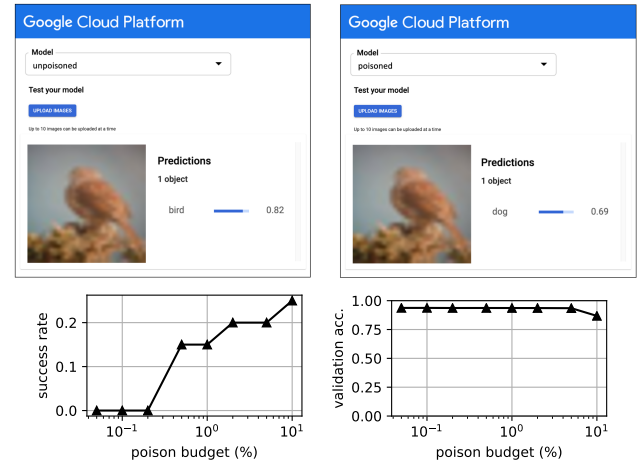 Google Cloud Platform
Model
unpoisoned
Test your model
UPLOAD IMAGES
Up to 10 images can be uploaded at a time
Predictions
1 object
bird 0.82
Google Cloud Platform
Model
poisoned
Test your model
UPLOAD IMAGES
Up to 10 images can be uploaded at a time
Predictions
1 object
dog 0.69
success rate
0.2
0.1
0.0
10⁻¹ 10⁰ 10¹
poison budget (%)
validation acc.
1.00
0.75
0.50
0.25
0.00
10⁻¹ 10⁰ 10¹
poison budget (%)